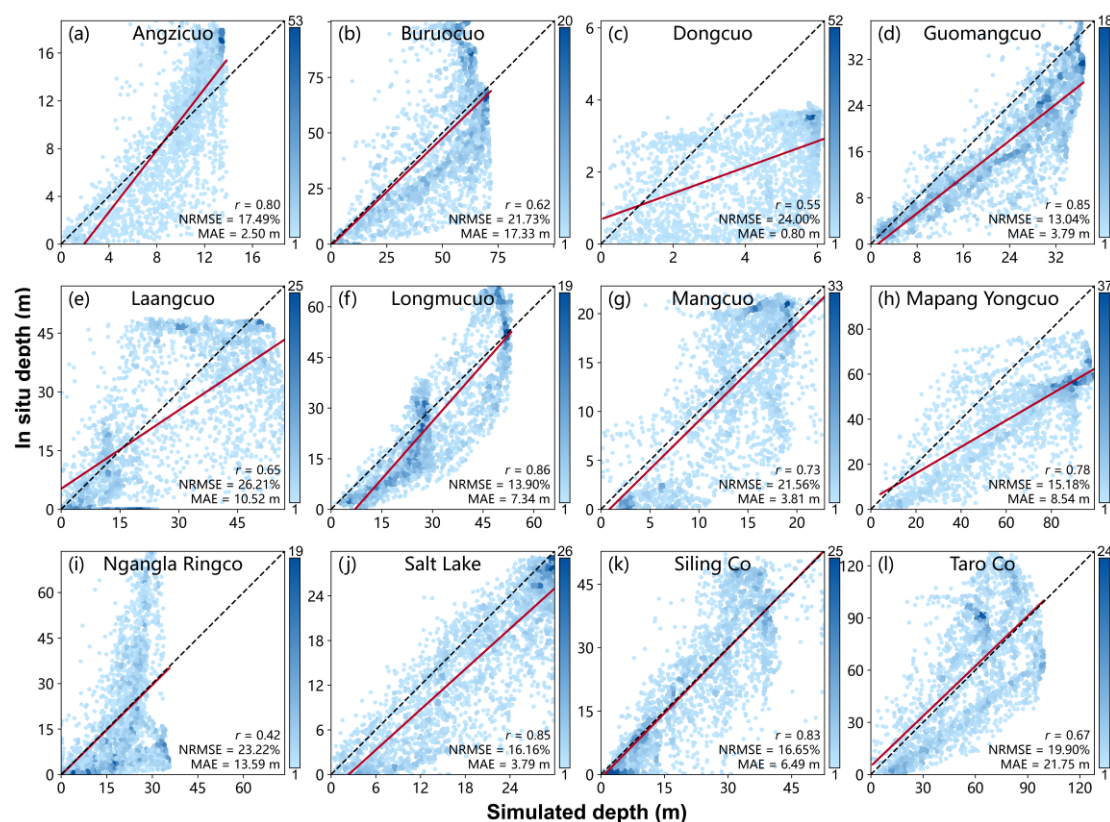 (a) Angzicuo
53
16
12
8
4
0
r = 0.80
NRMSE = 17.49%
MAE = 2.50 m
1
0 4 8 12 16
(b) Buruocuo
20
75
50
25
0
r = 0.62
NRMSE = 21.73%
MAE = 17.33 m
1
0 25 50 75
(c) Dongcuo
52
6
4
2
0
r = 0.55
NRMSE = 24.00%
MAE = 0.80 m
1
0 2 4 6
(d) Guomangcuo
18
32
24
16
8
0
r = 0.85
NRMSE = 13.04%
MAE = 3.79 m
1
0 8 16 24 32
In situ depth (m)
(e) Laangcuo
25
45
30
15
0
r = 0.65
NRMSE = 26.21%
MAE = 10.52 m
1
0 15 30 45
(f) Longmucuo
19
60
45
30
15
0
r = 0.86
NRMSE = 13.90%
MAE = 7.34 m
1
0 15 30 45 60
(g) Mangcuo
33
20
15
10
5
0
r = 0.73
NRMSE = 21.56%
MAE = 3.81 m
1
0 5 10 15 20
(h) Mapang Yongcuo
37
80
60
40
20
0
r = 0.78
NRMSE = 15.18%
MAE = 8.54 m
1
0 20 40 60 80
(i) Ngangla Ringco
19
60
45
30
15
0
r = 0.42
NRMSE = 23.22%
MAE = 13.59 m
1
0 15 30 45 60
(j) Salt Lake
26
24
18
12
6
0
r = 0.85
NRMSE = 16.16%
MAE = 3.79 m
1
0 6 12 18 24
(k) Siling Co
25
45
30
15
0
r = 0.83
NRMSE = 16.65%
MAE = 6.49 m
1
0 15 30 45
(l) Taro Co
24
120
90
60
30
0
r = 0.67
NRMSE = 19.90%
MAE = 21.75 m
1
0 30 60 90 120
Simulated depth (m)